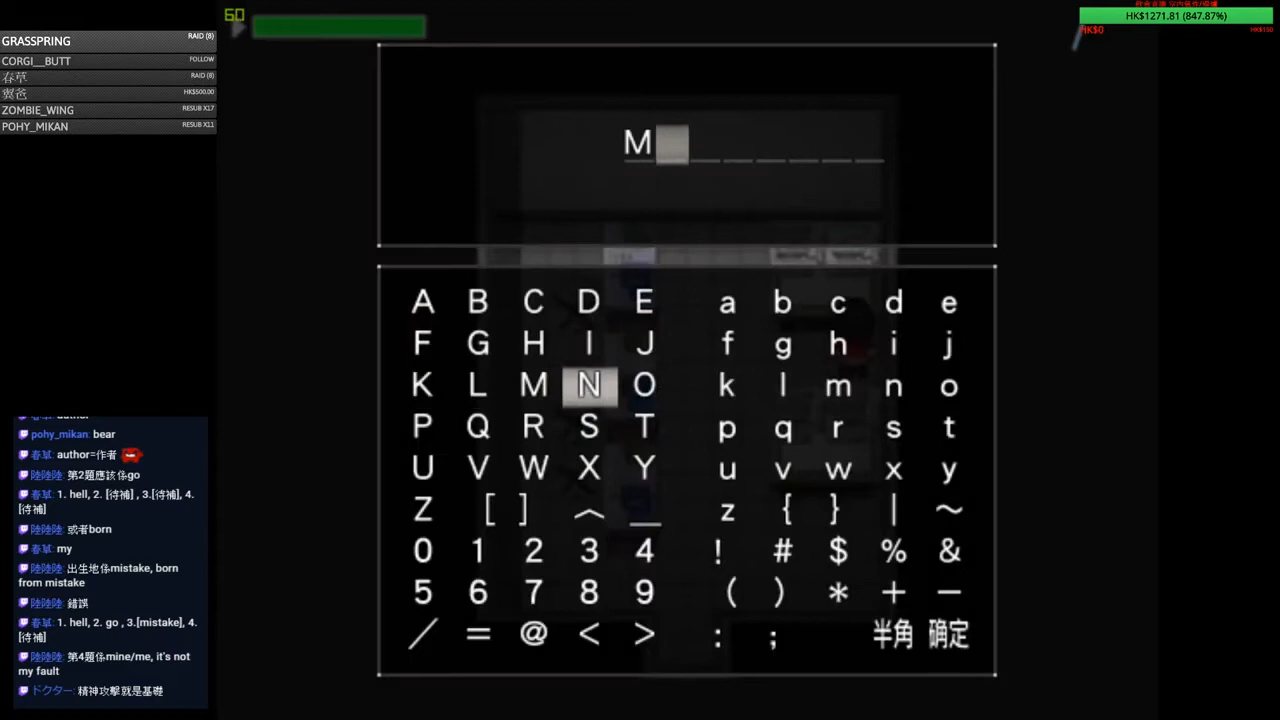 60
GRASSPRING RAID (8)
CORGI__BUTT FOLLOW
春草 RAID (8)
翼爸 HK$500.00
ZOMBIE_WING RESUB X17
POHY_MIKAN RESUB X11
HK$1271.81 (847.87%)
HK$0 HK$150
M
A B C D E a b c d e
F G H I J f g h i j
K L M N O k l m n o
P Q R S T p q r s t
U V W X Y u v w x y
Z [ ] ︿ _ z { } | ～
0 1 2 3 4 ! # $ % &
5 6 7 8 9 ( ) * + −
／ = @ < > : ; 半角 确定
pohy_mikan: bear
春草: author=作者
陸陸陸: 第2題應該係go
春草: 1. hell, 2. [待補] , 3.[待補], 4.
[待補]
陸陸陸: 或者born
春草: my
陸陸陸: 出生地係mistake, born
from mistake
陸陸陸: 錯誤
春草: 1. hell, 2. go , 3.[mistake], 4.
[待補]
陸陸陸: 第4題係mine/me, it's not
my fault
ドクター: 精神攻擊就是基礎